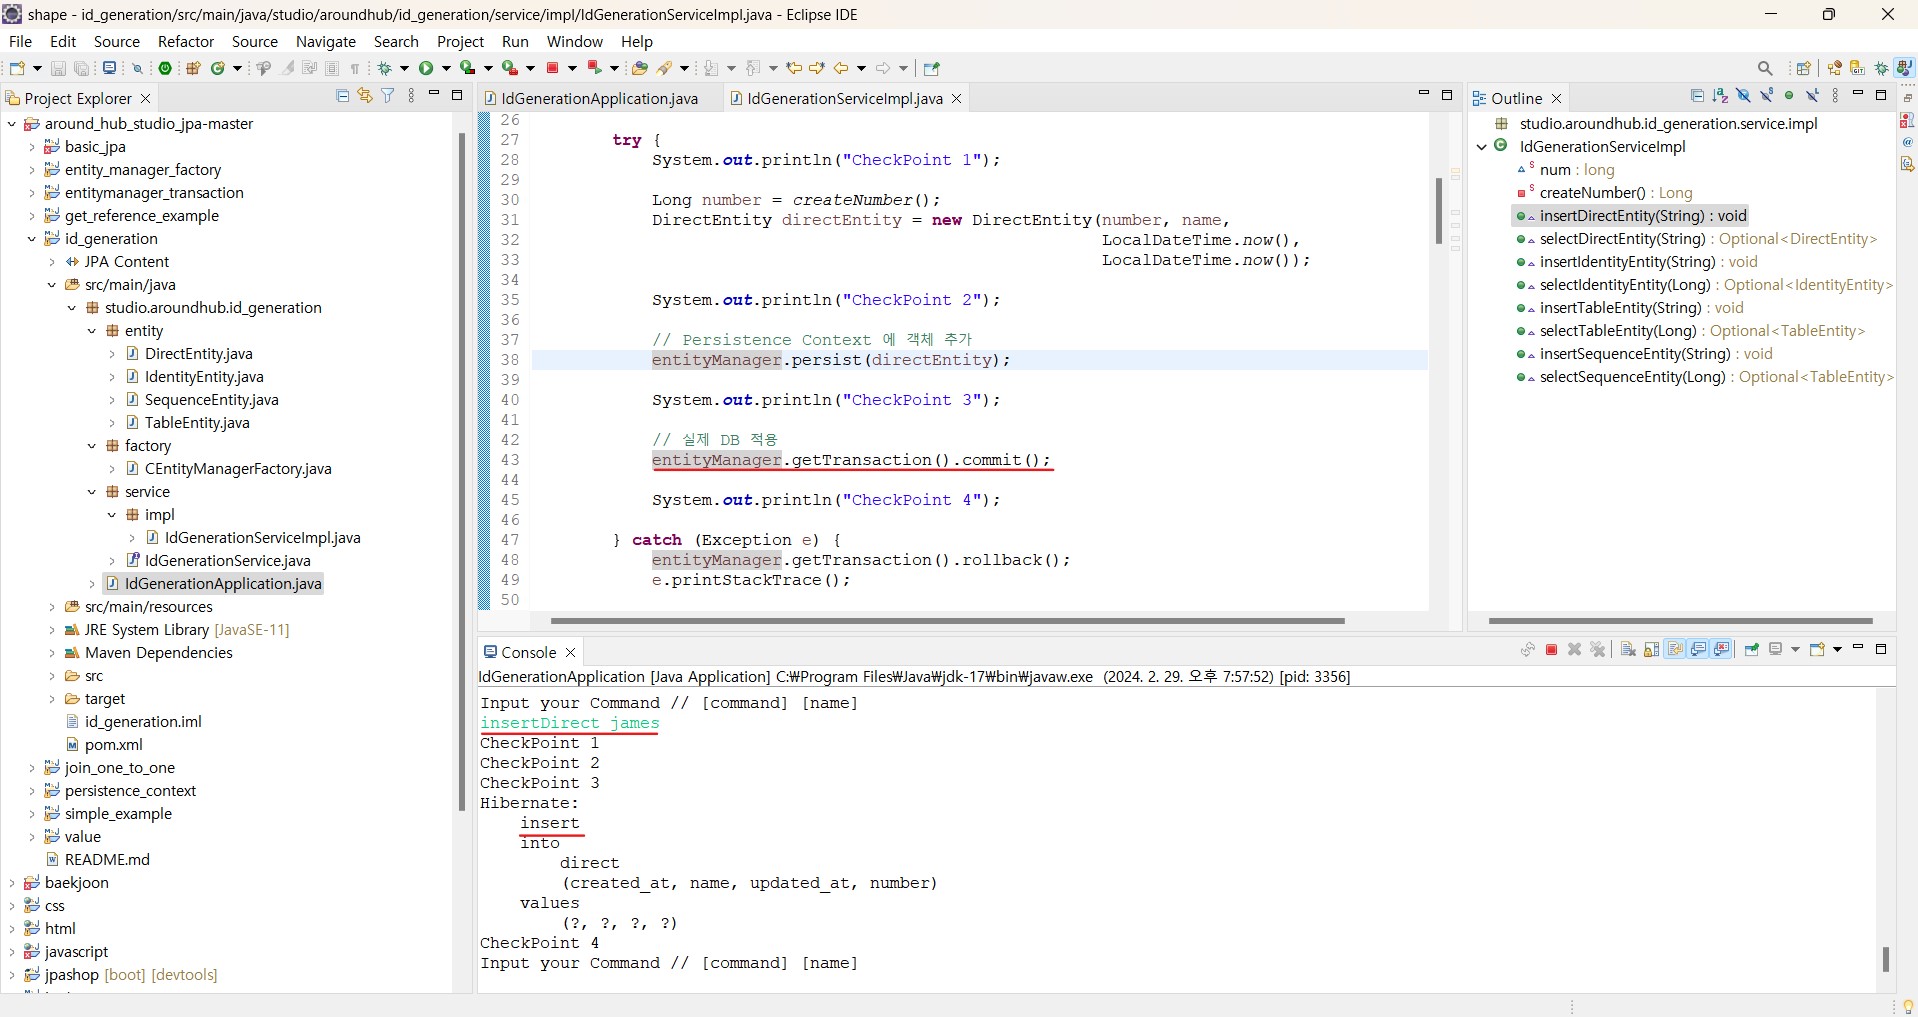 shape - id_generation/src/main/java/studio/aroundhub/id_generation/service/impl/IdGenerationServiceImpl.java - Eclipse IDE
File Edit Source Refactor Source Navigate Search Project Run Window Help
Project Explorer
around_hub_studio_jpa-master
basic_jpa
entity_manager_factory
entitymanager_transaction
get_reference_example
id_generation
JPA Content
src/main/java
studio.aroundhub.id_generation
entity
DirectEntity.java
IdentityEntity.java
SequenceEntity.java
TableEntity.java
factory
CEntityManagerFactory.java
service
impl
IdGenerationServiceImpl.java
IdGenerationService.java
IdGenerationApplication.java
src/main/resources
JRE System Library [JavaSE-11]
Maven Dependencies
src
target
id_generation.iml
pom.xml
join_one_to_one
persistence_context
simple_example
value
README.md
baekjoon
css
html
javascript
jpashop [boot] [devtools]
IdGenerationApplication.java IdGenerationServiceImpl.java
26
27 try {
28 System.out.println("CheckPoint 1");
29
30 Long number = createNumber();
31 DirectEntity directEntity = new DirectEntity(number, name,
32 LocalDateTime.now(),
33 LocalDateTime.now());
34
35 System.out.println("CheckPoint 2");
36
37 // Persistence Context 에 객체 추가
38 entityManager.persist(directEntity);
39
40 System.out.println("CheckPoint 3");
41
42 // 실제 DB 적용
43 entityManager.getTransaction().commit();
44
45 System.out.println("CheckPoint 4");
46
47 } catch (Exception e) {
48 entityManager.getTransaction().rollback();
49 e.printStackTrace();
50
Outline
studio.aroundhub.id_generation.service.impl
IdGenerationServiceImpl
num : long
createNumber() : Long
insertDirectEntity(String) : void
selectDirectEntity(String) : Optional<DirectEntity>
insertIdentityEntity(String) : void
selectIdentityEntity(Long) : Optional<IdentityEntity>
insertTableEntity(String) : void
selectTableEntity(Long) : Optional<TableEntity>
insertSequenceEntity(String) : void
selectSequenceEntity(Long) : Optional<TableEntity>
Console
IdGenerationApplication [Java Application] C:₩Program Files₩Java₩jdk-17₩bin₩javaw.exe (2024. 2. 29. 오후 7:57:52) [pid: 3356]
Input your Command // [command] [name]
insertDirect james
CheckPoint 1
CheckPoint 2
CheckPoint 3
Hibernate:
insert
into
direct
(created_at, name, updated_at, number)
values
(?, ?, ?, ?)
CheckPoint 4
Input your Command // [command] [name]